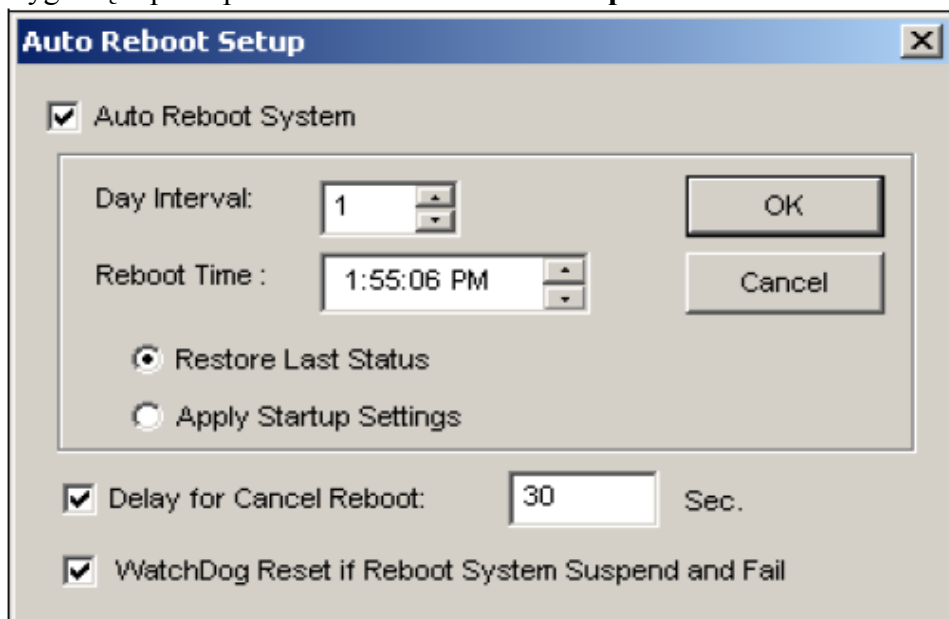 Auto Reboot Setup
Auto Reboot System
Day Interval: 1 OK
Reboot Time : 1:55:06 PM Cancel
Restore Last Status
Apply Startup Settings
Delay for Cancel Reboot: 30 Sec.
WatchDog Reset if Reboot System Suspend and Fail